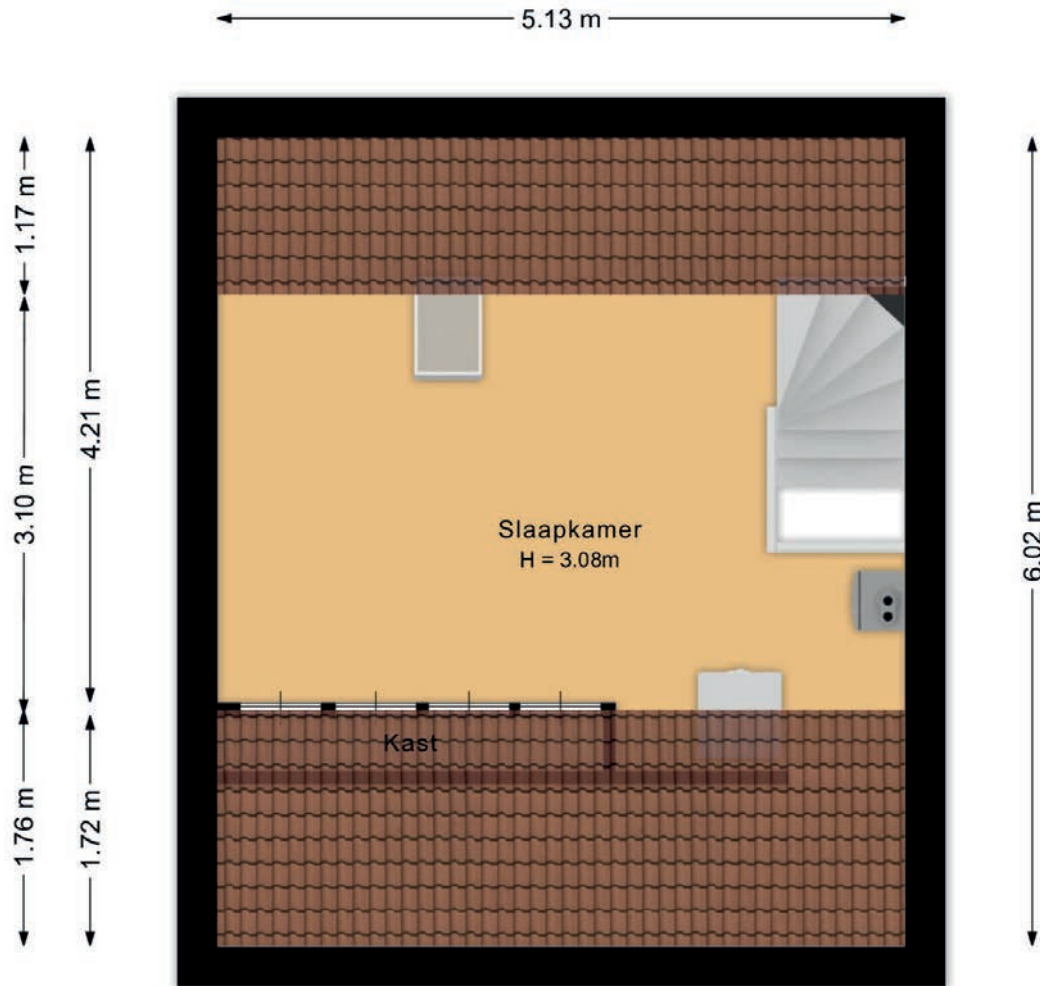 5.13 m
1.17 m
3.10 m
1.76 m
4.21 m
1.72 m
6.02 m
Slaapkamer
H = 3.08m
Kast